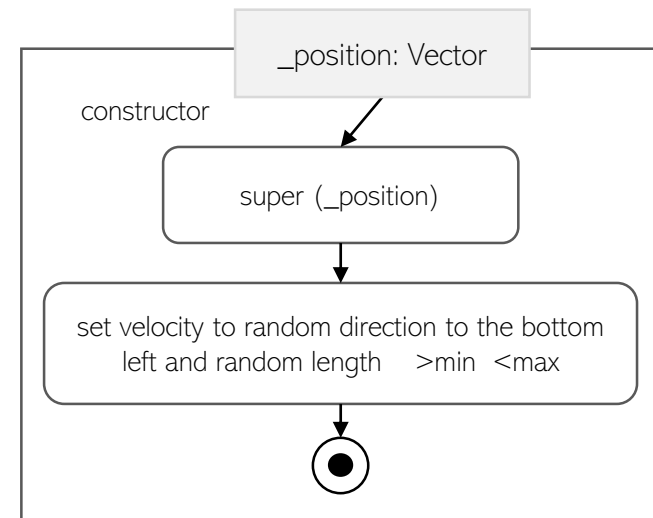 _position: Vector
constructor
super (_position)
set velocity to random direction to the bottom
left and random length >min <max